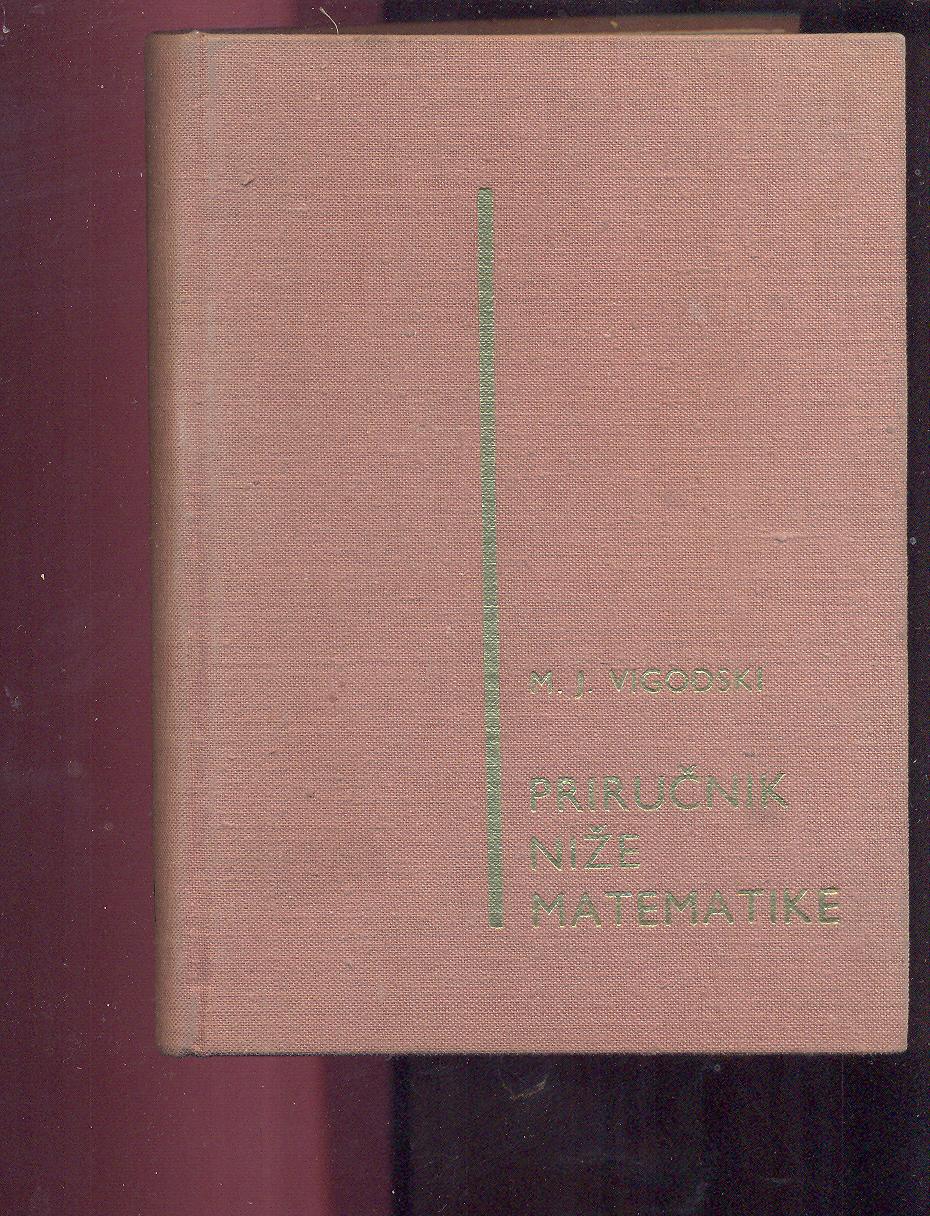 M. J. VIGODSKI
PRIRUČNIK
NIŽE
MATEMATIKE